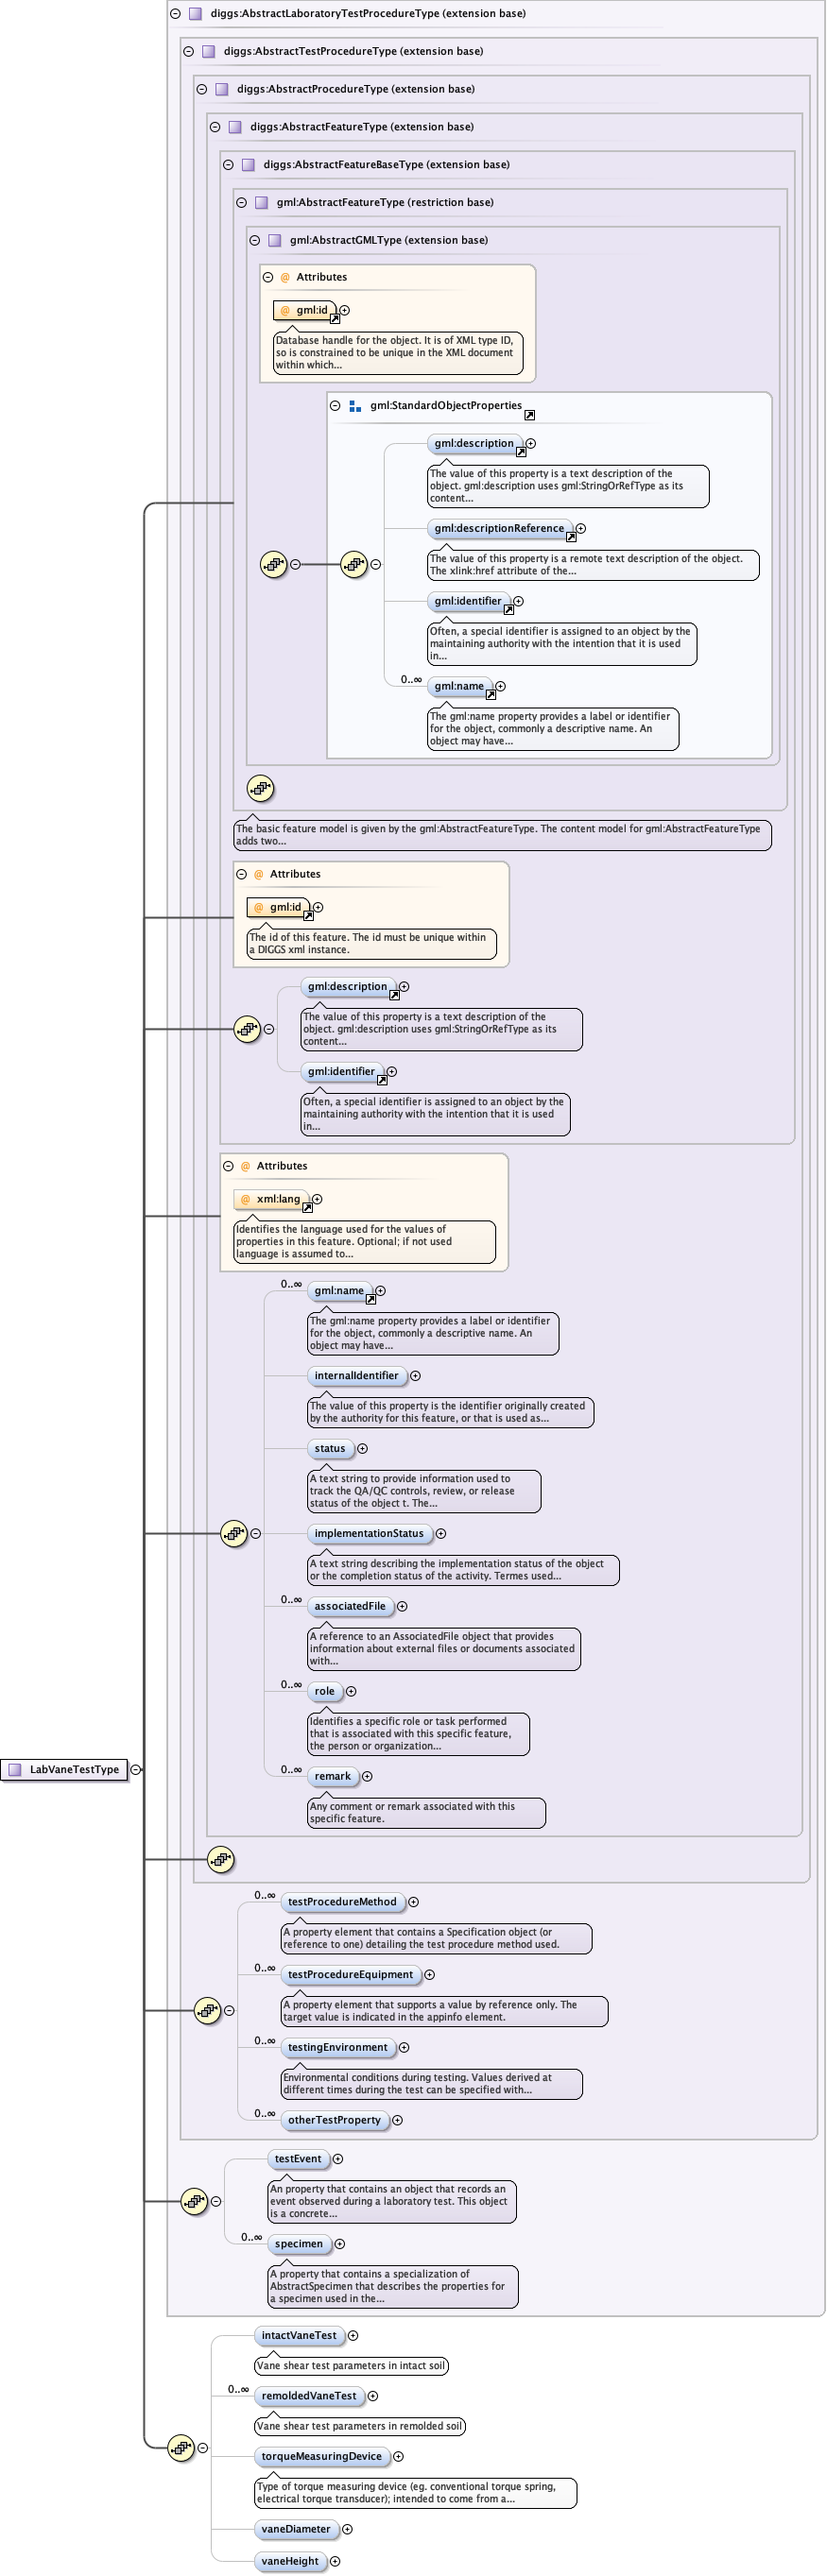 diggs:AbstractLaboratoryTestProcedureType (extension base)
diggs:AbstractTestProcedureType (extension base)
diggs:AbstractProcedureType (extension base)
diggs:AbstractFeatureType (extension base)
diggs:AbstractFeatureBaseType (extension base)
gml:AbstractFeatureType (restriction base)
gml:AbstractGMLType (extension base)
@ Attributes
@ gml:id
Database handle for the object. It is of XML type ID,
so is constrained to be unique in the XML document
within which...
gml:StandardObjectProperties
gml:description
The value of this property is a text description of the
object. gml:description uses gml:StringOrRefType as its
content...
gml:descriptionReference
The value of this property is a remote text description of the object.
The xlink:href attribute of the...
gml:identifier
Often, a special identifier is assigned to an object by the
maintaining authority with the intention that it is used
in...
0..∞
gml:name
The gml:name property provides a label or identifier
for the object, commonly a descriptive name. An
object may have...
The basic feature model is given by the gml:AbstractFeatureType. The content model for gml:AbstractFeatureType
adds two...
@ Attributes
@ gml:id
The id of this feature. The id must be unique within
a DIGGS xml instance.
gml:description
The value of this property is a text description of the
object. gml:description uses gml:StringOrRefType as its
content...
gml:identifier
Often, a special identifier is assigned to an object by the
maintaining authority with the intention that it is used
in...
@ Attributes
@ xml:lang
Identifies the language used for the values of
properties in this feature. Optional; if not used
language is assumed to...
0..∞
gml:name
The gml:name property provides a label or identifier
for the object, commonly a descriptive name. An
object may have...
internalIdentifier
The value of this property is the identifier originally created
by the authority for this feature, or that is used as...
status
A text string to provide information used to
track the QA/QC controls, review, or release
status of the object t. The...
implementationStatus
A text string describing the implementation status of the object
or the completion status of the activity. Termes used...
0..∞
associatedFile
A reference to an AssociatedFile object that provides
information about external files or documents associated
with...
0..∞
role
Identifies a specific role or task performed
that is associated with this specific feature,
the person or organization...
LabVaneTestType
0..∞
remark
Any comment or remark associated with this
specific feature.
0..∞
testProcedureMethod
A property element that contains a Specification object (or
reference to one) detailing the test procedure method used.
0..∞
testProcedureEquipment
A property element that supports a value by reference only. The
target value is indicated in the appinfo element.
0..∞
testingEnvironment
Environmental conditions during testing. Values derived at
different times during the test can be specified with...
0..∞
otherTestProperty
testEvent
An property that contains an object that records an
event observed during a laboratory test. This object
is a concrete...
0..∞
specimen
A property that contains a specialization of
AbstractSpecimen that describes the properties for
a specimen used in the...
intactVaneTest
Vane shear test parameters in intact soil
0..∞
remoldedVaneTest
Vane shear test parameters in remolded soil
torqueMeasuringDevice
Type of torque measuring device (eg. conventional torque spring,
electrical torque transducer); intended to come from a...
vaneDiameter
vaneHeight